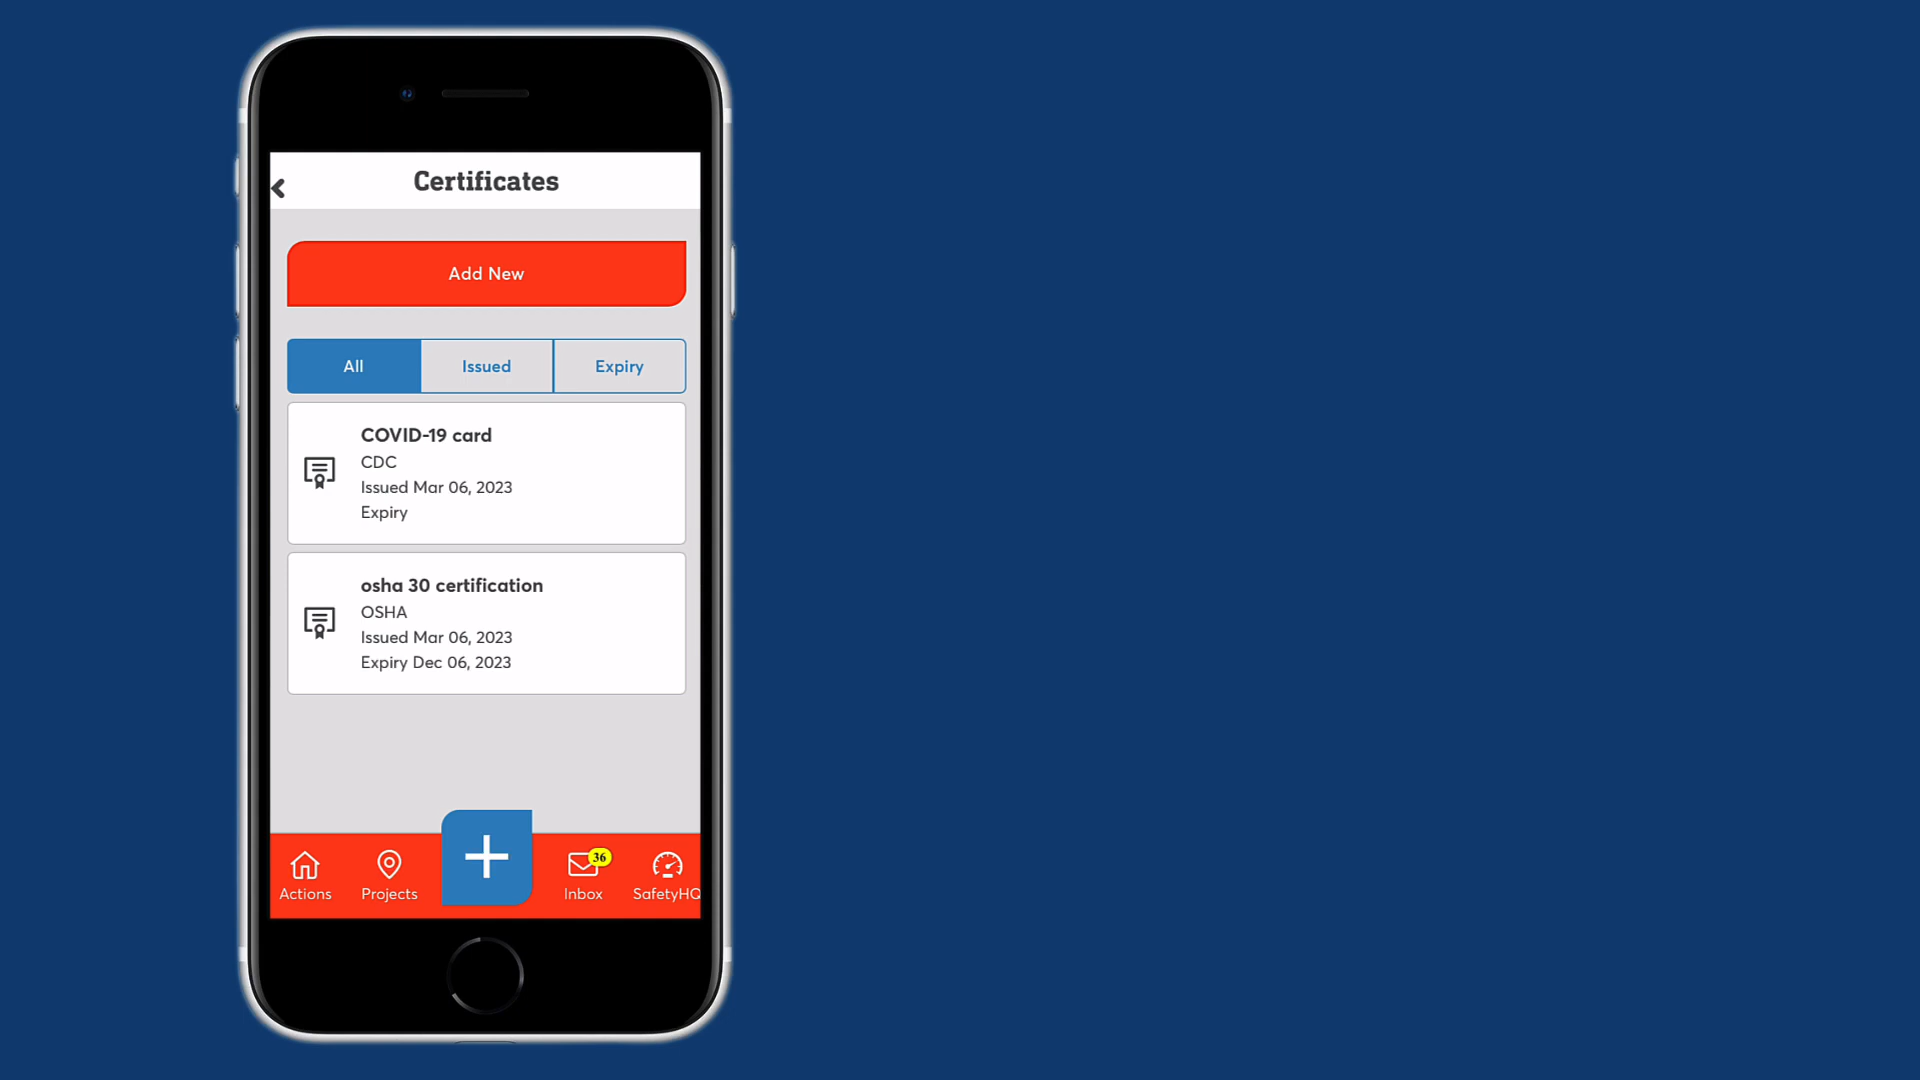 Certificates
Add New
All Issued Expiry
COVID-19 card
CDC
Issued Mar 06, 2023
Expiry
osha 30 certification
OSHA
Issued Mar 06, 2023
Expiry Dec 06, 2023
36
Actions Projects Inbox SafetyHQ